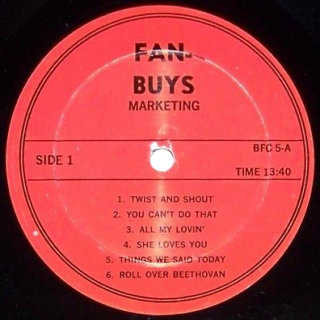 FAN-
BUYS
MARKETING
SIDE 1
BFC 5-A
TIME 13:40
1. TWIST AND SHOUT
2. YOU CAN'T DO THAT
3. ALL MY LOVIN'
4. SHE LOVES YOU
5. THINGS WE SAID TODAY
6. ROLL OVER BEETHOVAN